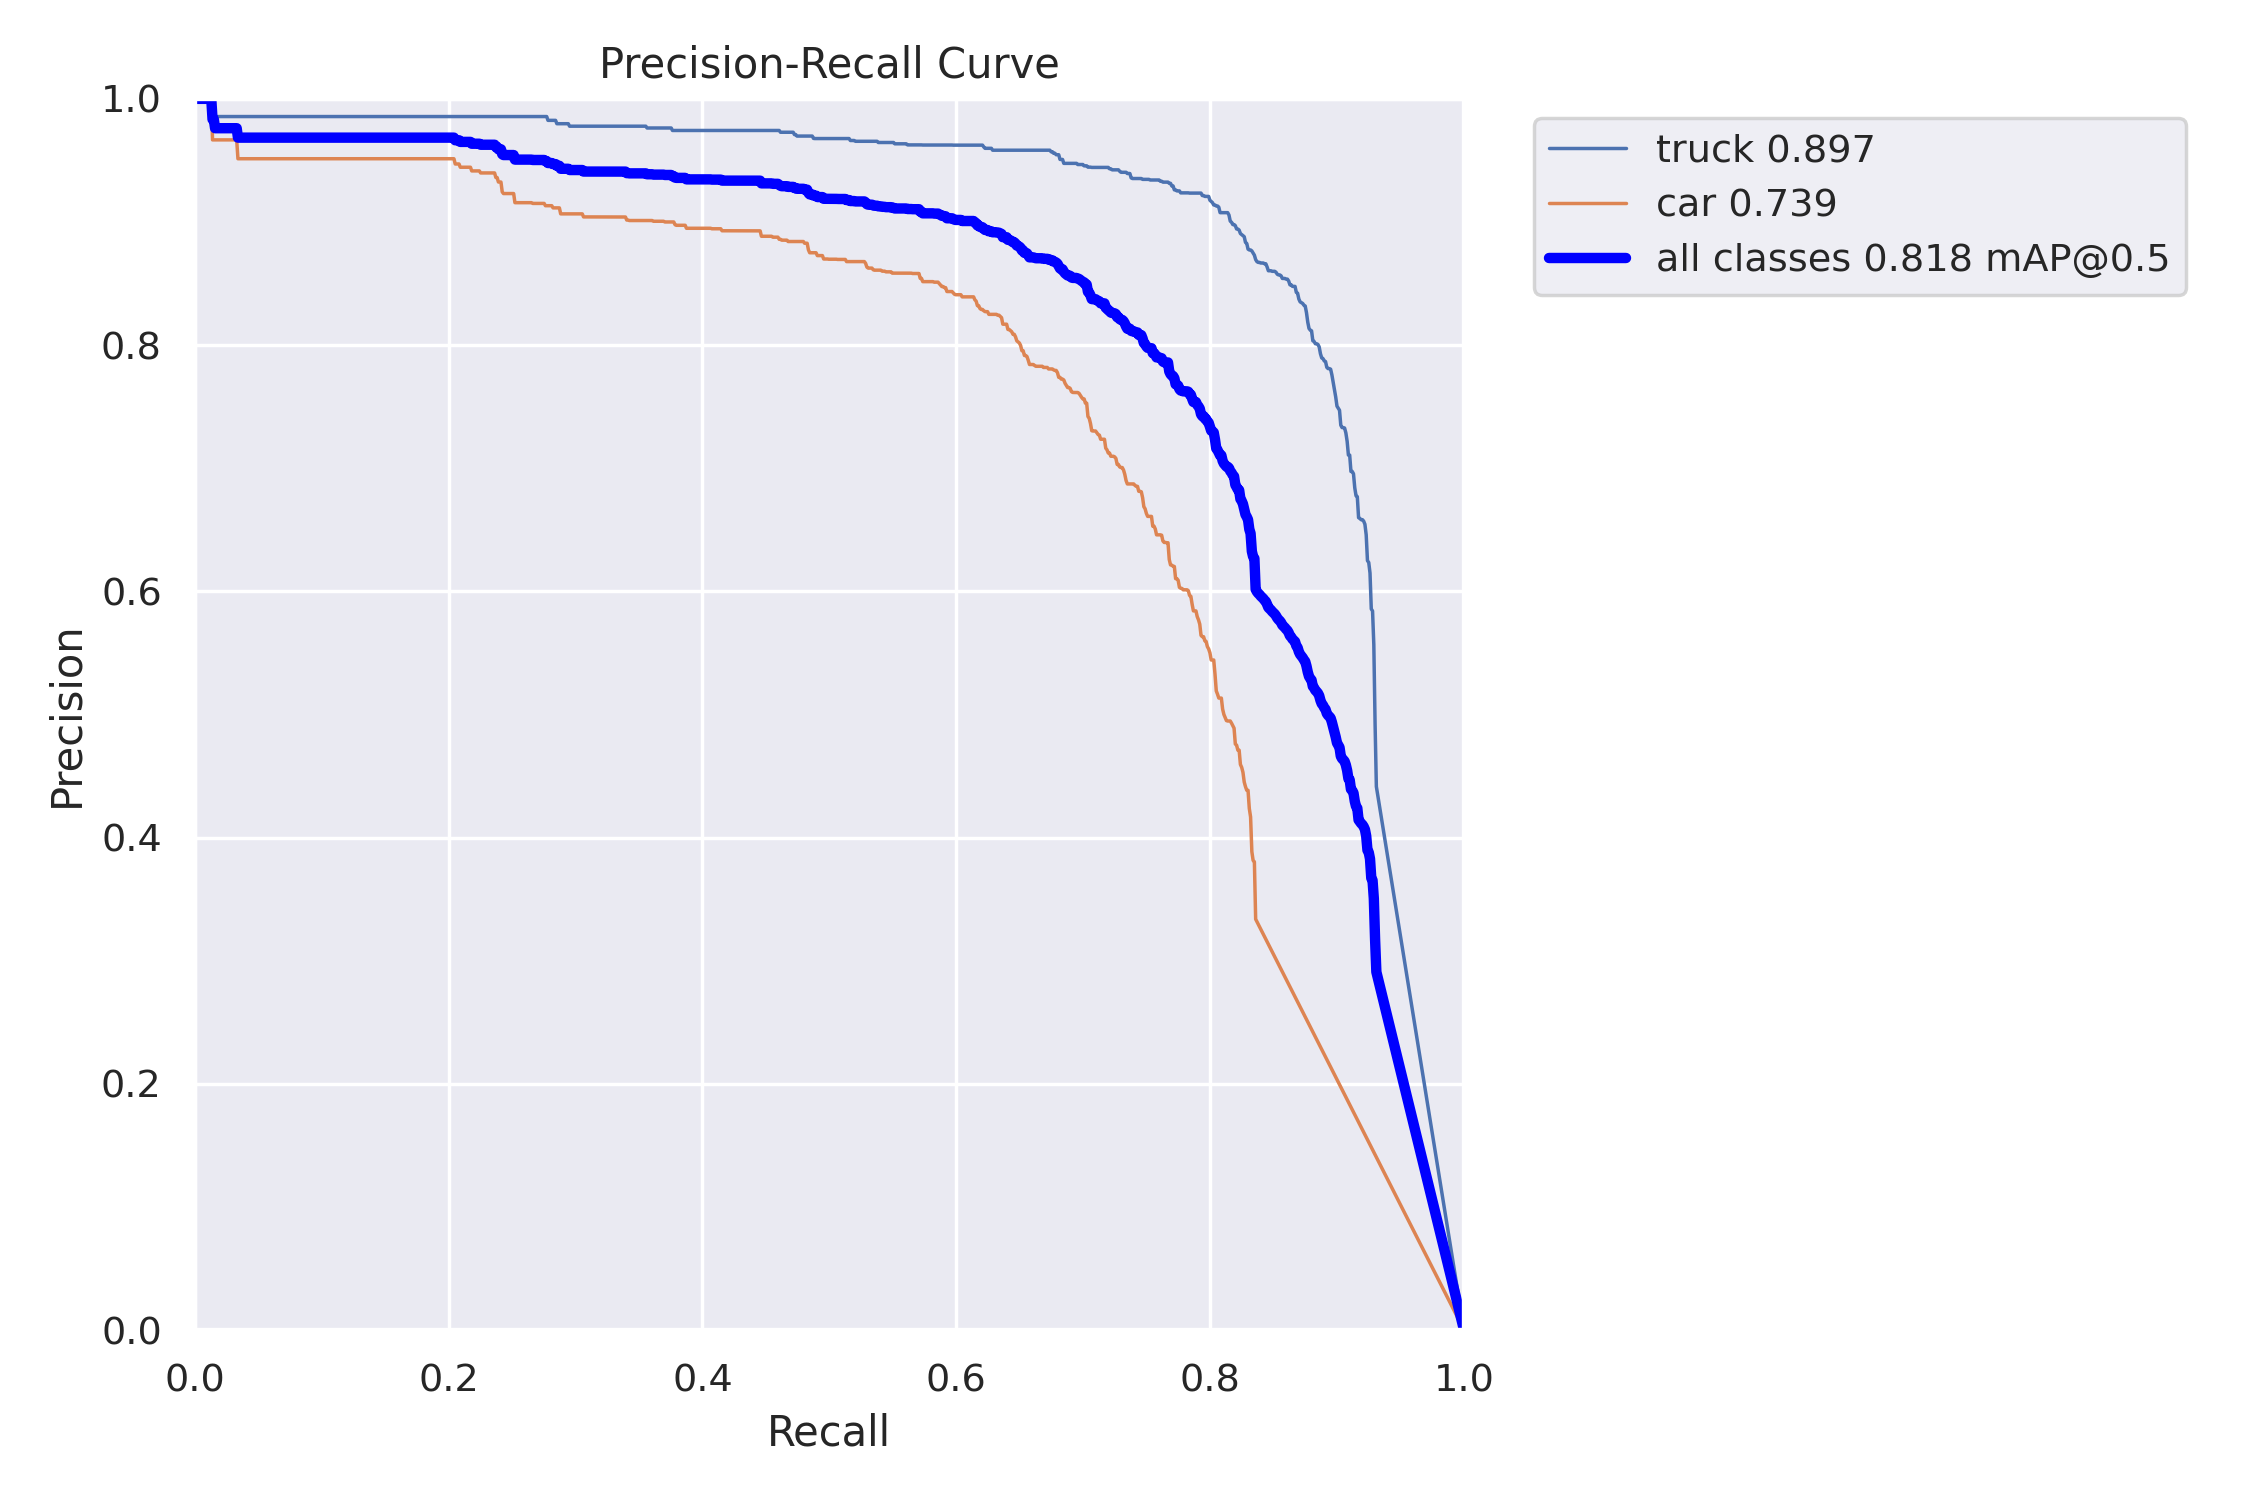 Precision-Recall Curve
truck 0.897
car 0.739
all classes 0.818 mAP@0.5
Precision
1.0
0.8
0.6
0.4
0.2
0.0
0.0 0.2 0.4 0.6 0.8 1.0
Recall